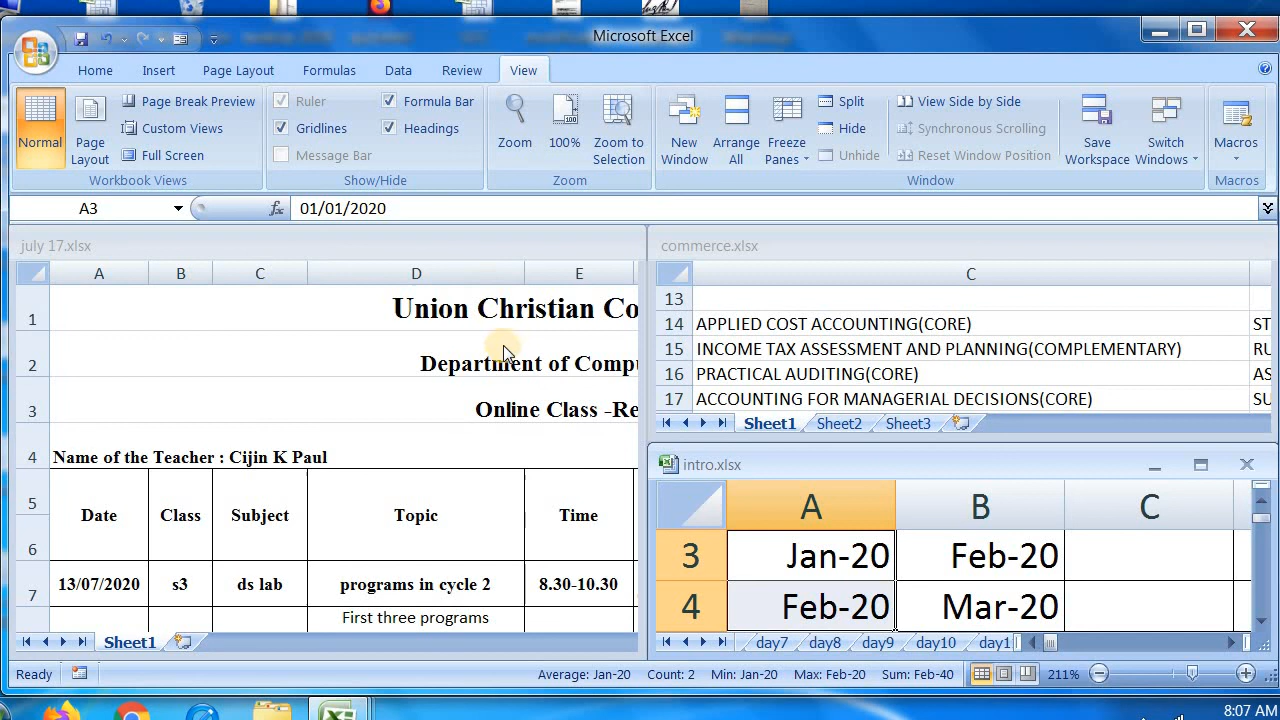 Microsoft Excel
Home Insert Page Layout Formulas Data Review View
Normal
Page Layout
Page Break Preview
Custom Views
Full Screen
Workbook Views
Ruler
Gridlines
Message Bar
Formula Bar
Headings
Show/Hide
Zoom
100%
Zoom to Selection
Zoom
New Window
Arrange All
Freeze Panes
Split
Hide
Unhide
View Side by Side
Synchronous Scrolling
Reset Window Position
Window
Save Workspace
Switch Windows
Macros
Macros
A3 fx 01/01/2020
july 17.xlsx
A B C D E
1 Union Christian Co
2 Department of Compu
3 Online Class -Re
4 Name of the Teacher : Cijin K Paul
5 Date Class Subject Topic Time
6
7 13/07/2020 s3 ds lab programs in cycle 2 8.30-10.30
First three programs
Sheet1
commerce.xlsx
C
13
14 APPLIED COST ACCOUNTING(CORE) ST
15 INCOME TAX ASSESSMENT AND PLANNING(COMPLEMENTARY) RU
16 PRACTICAL AUDITING(CORE) AS
17 ACCOUNTING FOR MANAGERIAL DECISIONS(CORE) SU
Sheet1 Sheet2 Sheet3
intro.xlsx
A B C
3 Jan-20 Feb-20
4 Feb-20 Mar-20
day7 day8 day9 day10 day1
Ready Average: Jan-20 Count: 2 Min: Jan-20 Max: Feb-20 Sum: Feb-40 211%
8:07 AM